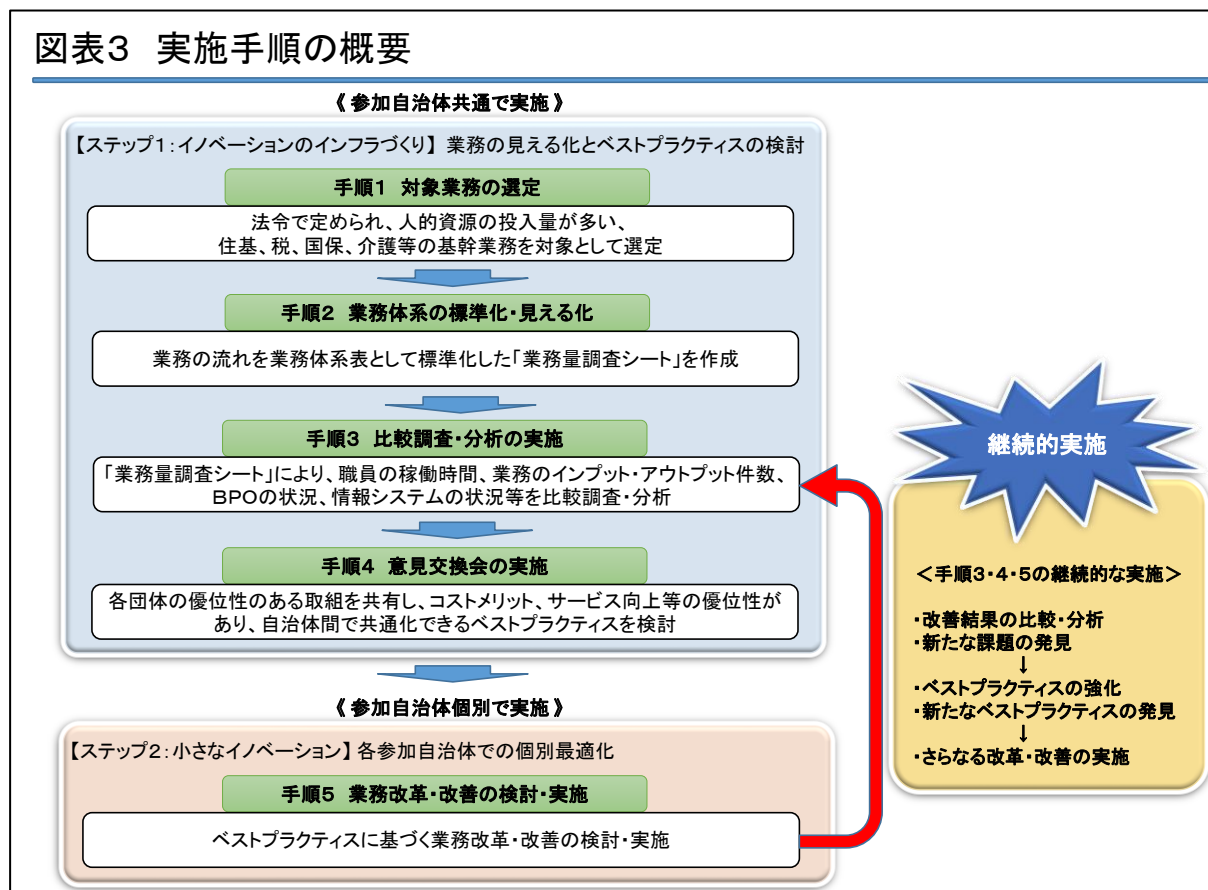 図表3　実施手順の概要
《 参加自治体共通で実施 》
【ステップ1：イノベーションのインフラづくり】 業務の見える化とベストプラクティスの検討
手順1　対象業務の選定
法令で定められ、人的資源の投入量が多い、
住基、税、国保、介護等の基幹業務を対象として選定
手順2　業務体系の標準化・見える化
業務の流れを業務体系表として標準化した「業務量調査シート」を作成
手順3　比較調査・分析の実施
「業務量調査シート」により、職員の稼働時間、業務のインプット・アウトプット件数、
BPOの状況、情報システムの状況等を比較調査・分析
手順4　意見交換会の実施
各団体の優位性のある取組を共有し、コストメリット、サービス向上等の優位性が
あり、自治体間で共通化できるベストプラクティスを検討
《 参加自治体個別で実施 》
【ステップ2：小さなイノベーション】 各参加自治体での個別最適化
手順5　業務改革・改善の検討・実施
ベストプラクティスに基づく業務改革・改善の検討・実施
継続的実施
＜手順3・4・5の継続的な実施＞
・改善結果の比較・分析
・新たな課題の発見
↓
・ベストプラクティスの強化
・新たなベストプラクティスの発見
↓
・さらなる改革・改善の実施